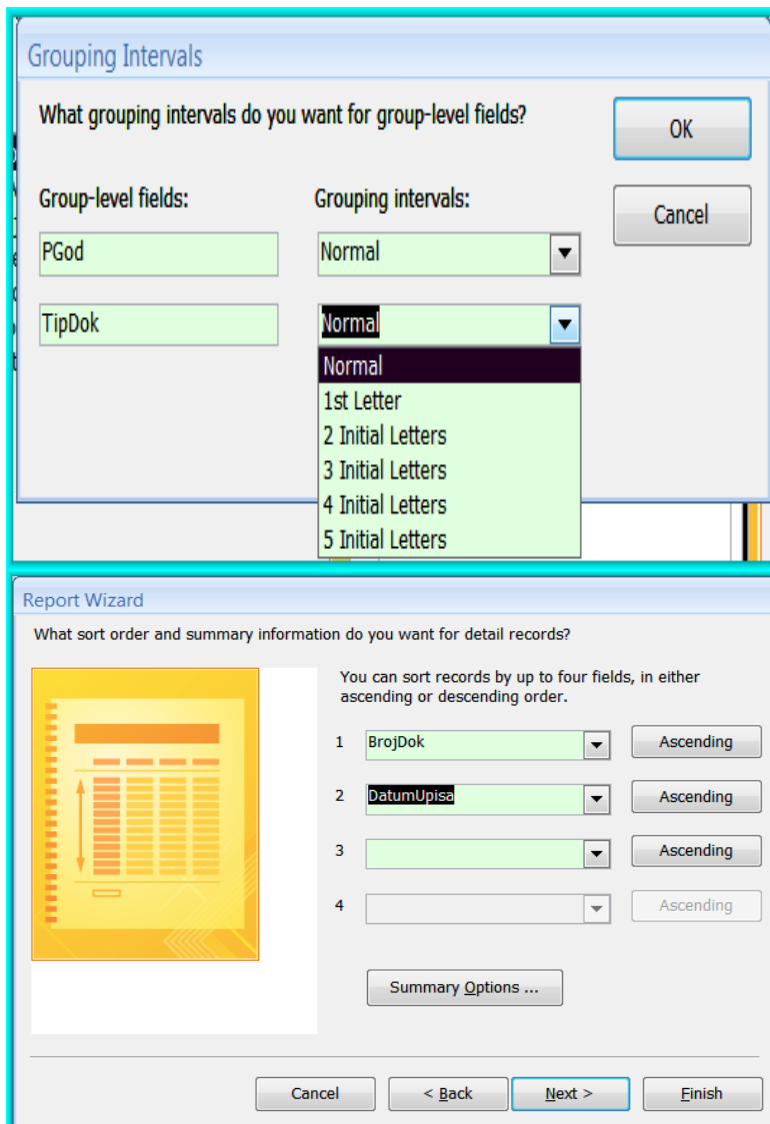 Grouping Intervals
What grouping intervals do you want for group-level fields?
OK
Group-level fields:
Grouping intervals:
Cancel
PGod
Normal
TipDok
Normal
Normal
1st Letter
2 Initial Letters
3 Initial Letters
4 Initial Letters
5 Initial Letters
Report Wizard
What sort order and summary information do you want for detail records?
You can sort records by up to four fields, in either
ascending or descending order.
1 BrojDok Ascending
2 DatumUpisa Ascending
3 Ascending
4 Ascending
Summary Options ...
Cancel < Back Next > Finish